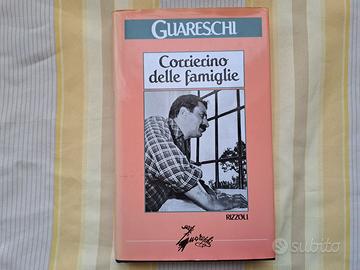 GUARESCHI
Corrierino
delle famiglie
RIZZOLI
subito